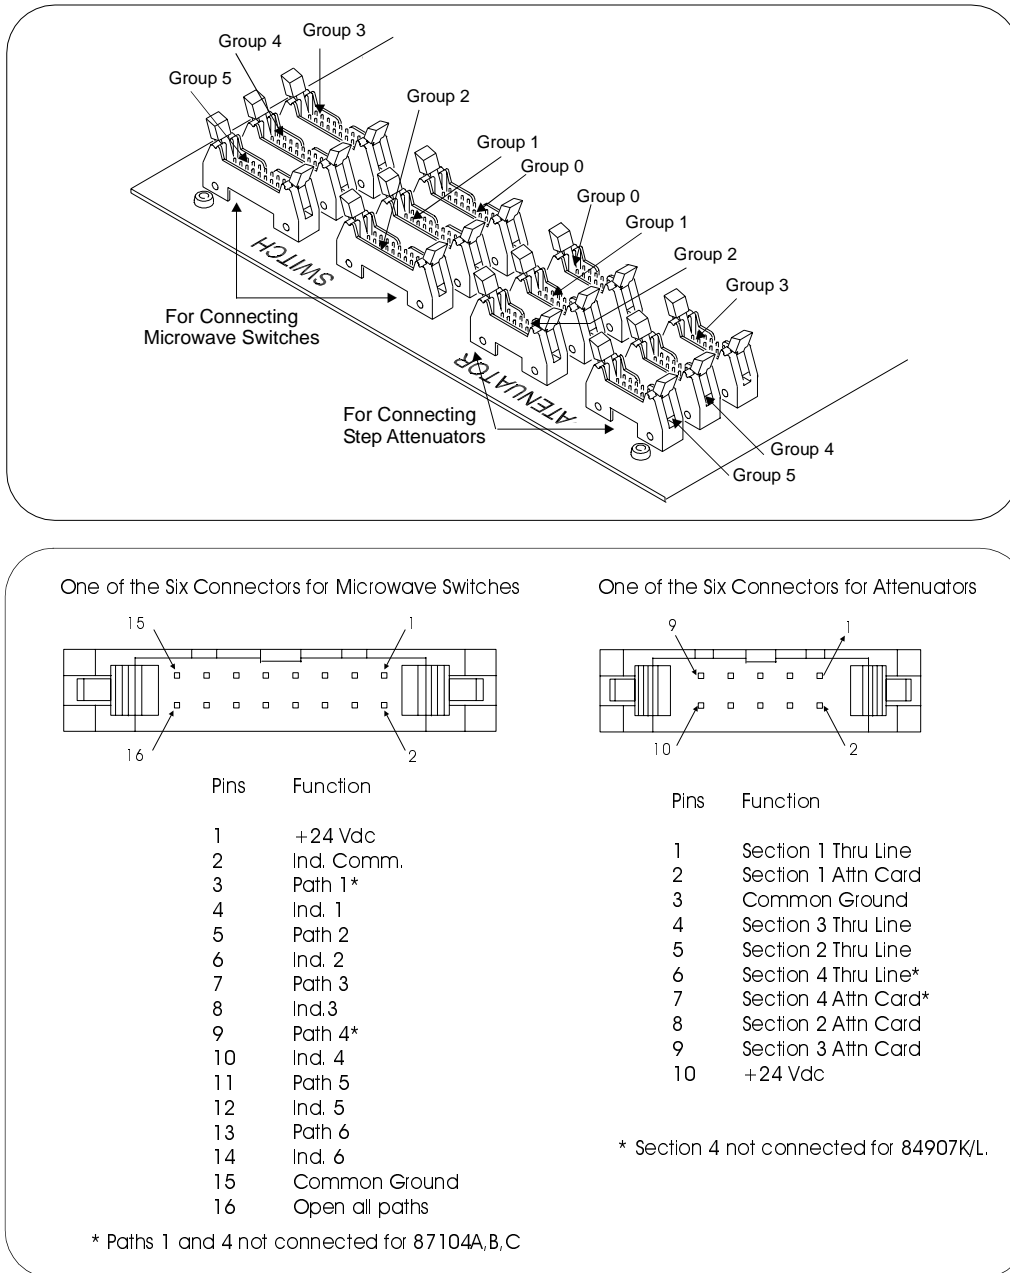 Group 3
Group 4
Group 5
Group 2
Group 1
Group 0
Group 0
Group 1
Group 2
Group 3
SWITCH
For Connecting
Microwave Switches
ATENUATOR
For Connecting
Step Attenuators
Group 4
Group 5
One of the Six Connectors for Microwave Switches
15 1
16 2
Pins Function
1 +24 Vdc
2 Ind. Comm.
3 Path 1*
4 Ind. 1
5 Path 2
6 Ind. 2
7 Path 3
8 Ind.3
9 Path 4*
10 Ind. 4
11 Path 5
12 Ind. 5
13 Path 6
14 Ind. 6
15 Common Ground
16 Open all paths
* Paths 1 and 4 not connected for 87104A,B,C
One of the Six Connectors for Attenuators
9 1
10 2
Pins Function
1 Section 1 Thru Line
2 Section 1 Attn Card
3 Common Ground
4 Section 3 Thru Line
5 Section 2 Thru Line
6 Section 4 Thru Line*
7 Section 4 Attn Card*
8 Section 2 Attn Card
9 Section 3 Attn Card
10 +24 Vdc
* Section 4 not connected for 84907K/L.